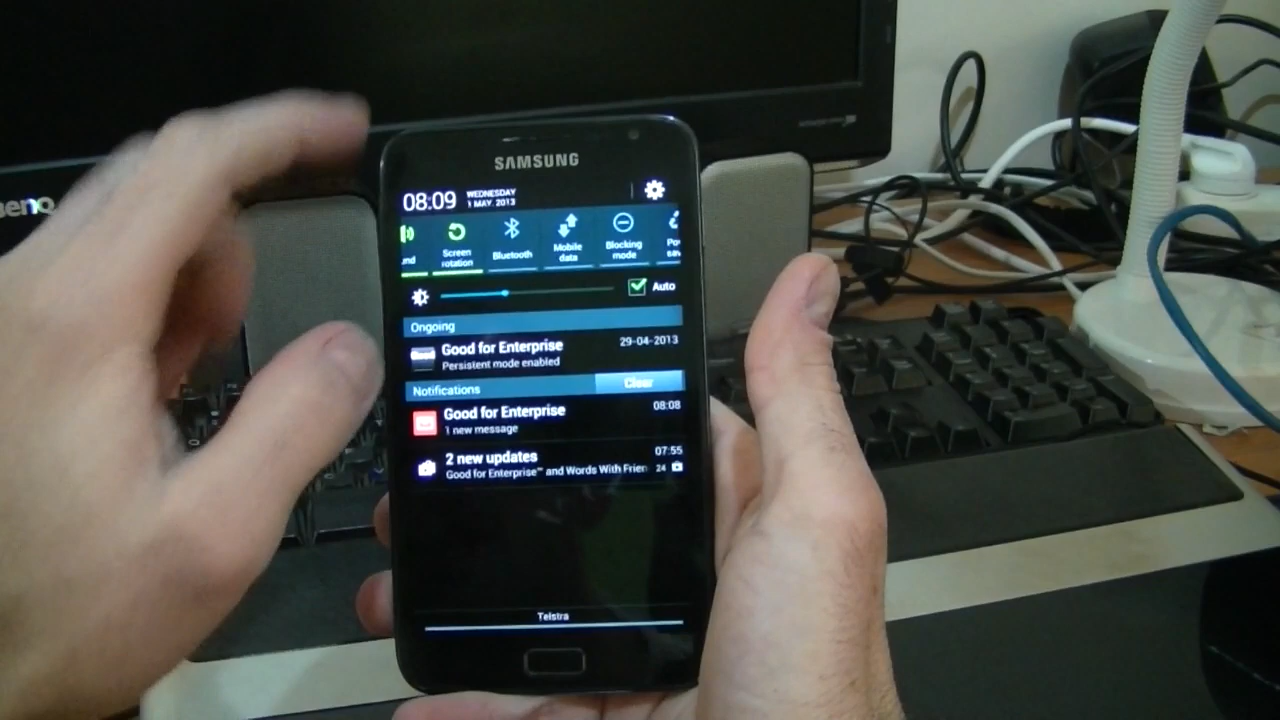 SAMSUNG
BenQ
08:09
WEDNESDAY
1 MAY. 2013
nd
Screen
rotation
Bluetooth
Mobile
data
Blocking
mode
Auto
Ongoing
Good for Enterprise
29-04-2013
Persistent mode enabled
Notifications
Clear
Good for Enterprise
08:08
1 new message
2 new updates
07:55
Good for Enterprise™ and Words With Frien
24
Telstra